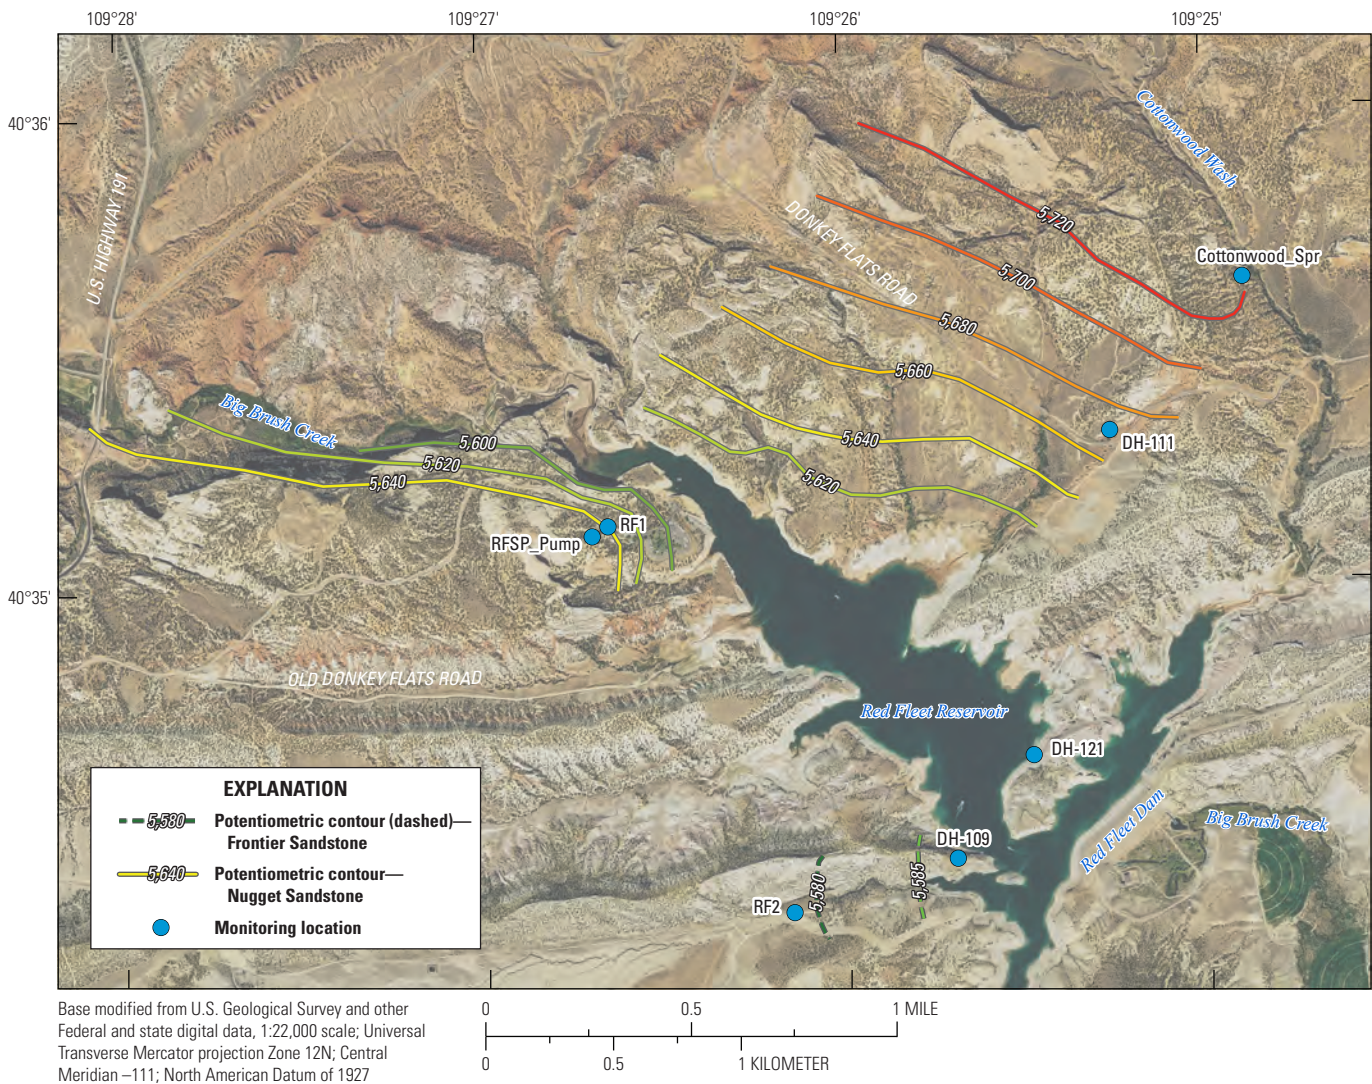 109°28' 109°27' 109°26' 109°25'
40°36'
40°35'
U.S. HIGHWAY 191
Cottonwood Wash
DONKEY FLATS ROAD
5,720
Cottonwood_Spr
5,700
5,680
5,660
5,640
5,620
DH-111
Big Brush Creek
5,600
5,620
5,640
RF1
RFSP_Pump
OLD DONKEY FLATS ROAD
Red Fleet Reservoir
DH-121
Red Fleet Dam
Big Brush Creek
DH-109
RF2
5,580
5,585
EXPLANATION
5,580 Potentiometric contour (dashed)—
Frontier Sandstone
5,640 Potentiometric contour—
Nugget Sandstone
Monitoring location
Base modified from U.S. Geological Survey and other
Federal and state digital data, 1:22,000 scale; Universal
Transverse Mercator projection Zone 12N; Central
Meridian –111; North American Datum of 1927
0 0.5 1 MILE
0 0.5 1 KILOMETER